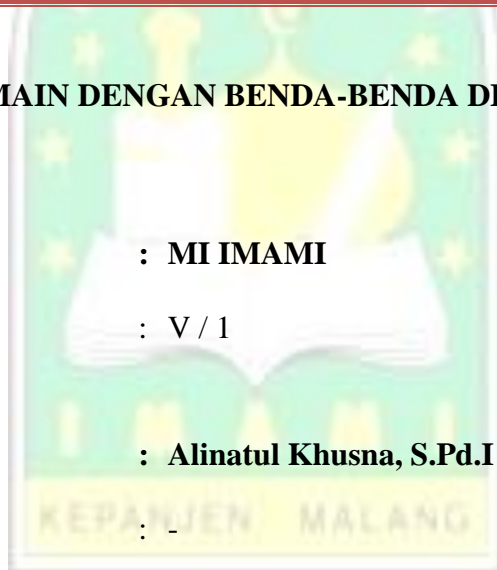 MAIN DENGAN BENDA-BENDA DI
: MI IMAMI
: V / 1
: Alinatul Khusna, S.Pd.I
: -
I M A M I
KEPANJEN MALANG